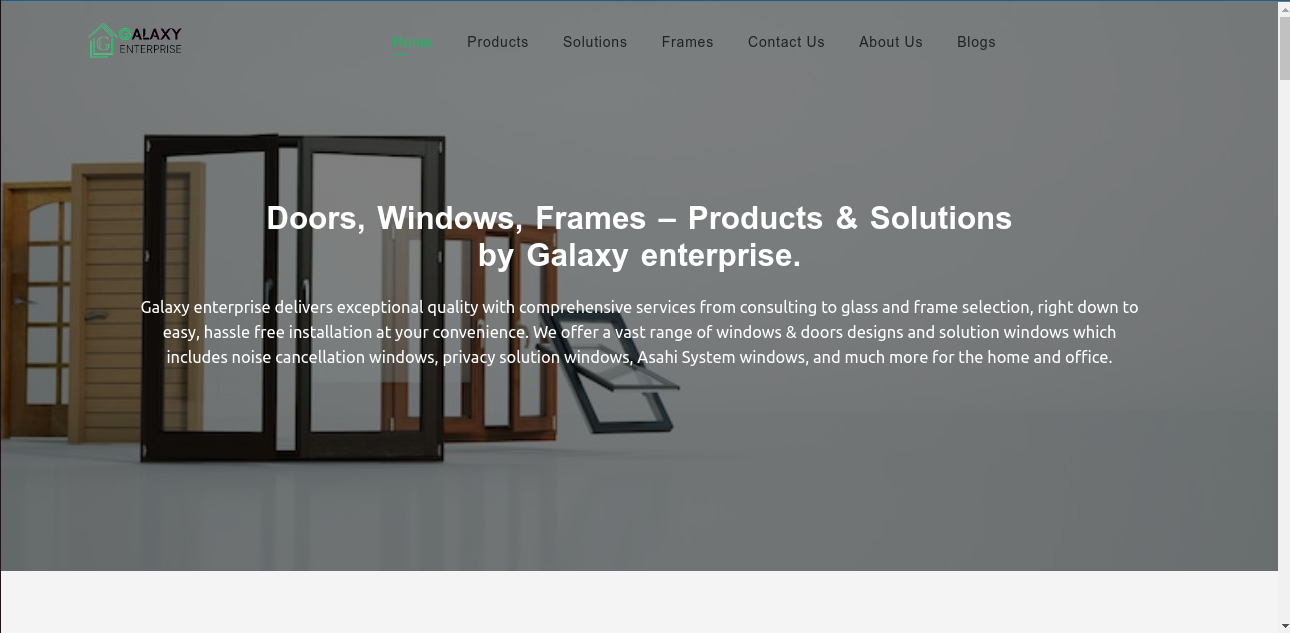 GALAXY
ENTERPRISE
Home Products Solutions Frames Contact Us About Us Blogs
Doors, Windows, Frames – Products & Solutions
by Galaxy enterprise.
Galaxy enterprise delivers exceptional quality with comprehensive services from consulting to glass and frame selection, right down to
easy, hassle free installation at your convenience. We offer a vast range of windows & doors designs and solution windows which
includes noise cancellation windows, privacy solution windows, Asahi System windows, and much more for the home and office.